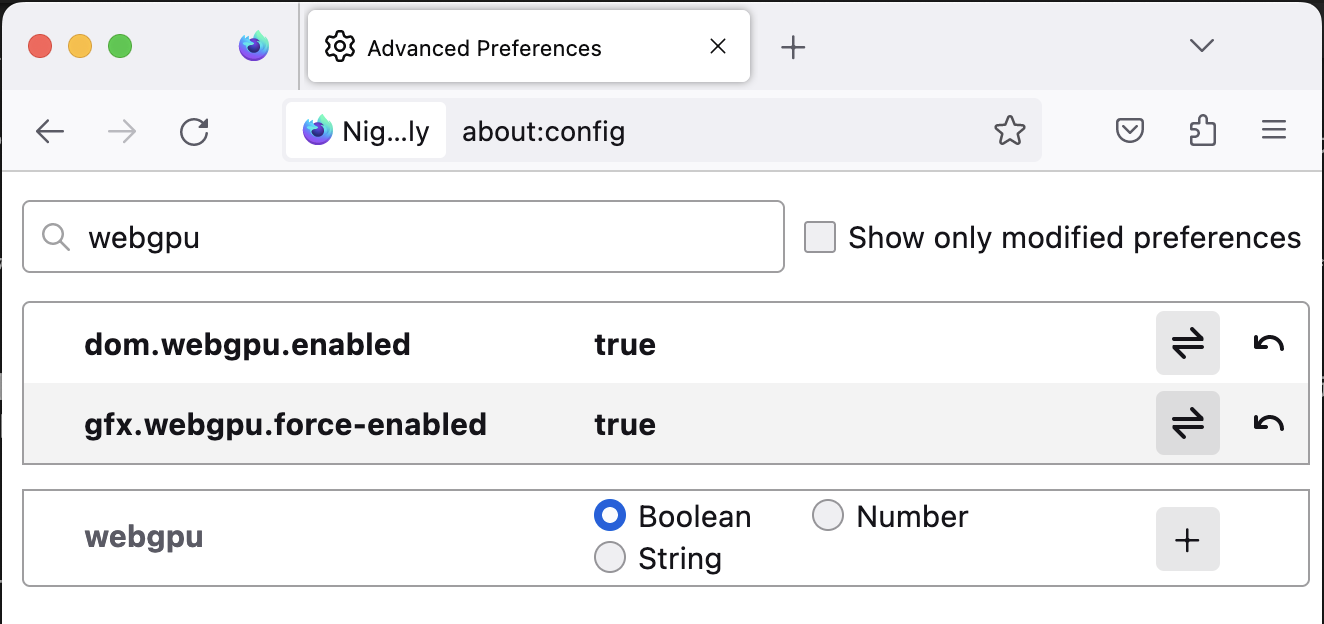 Advanced Preferences
Nig...ly about:config
webgpu Show only modified preferences
dom.webgpu.enabled true
gfx.webgpu.force-enabled true
webgpu Boolean Number
String